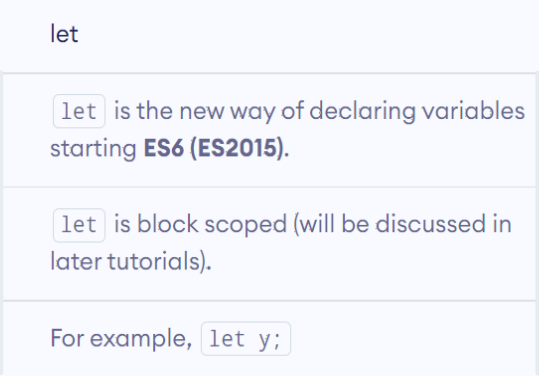 let
let is the new way of declaring variables
starting ES6 (ES2015).
let is block scoped (will be discussed in
later tutorials).
For example, let y;